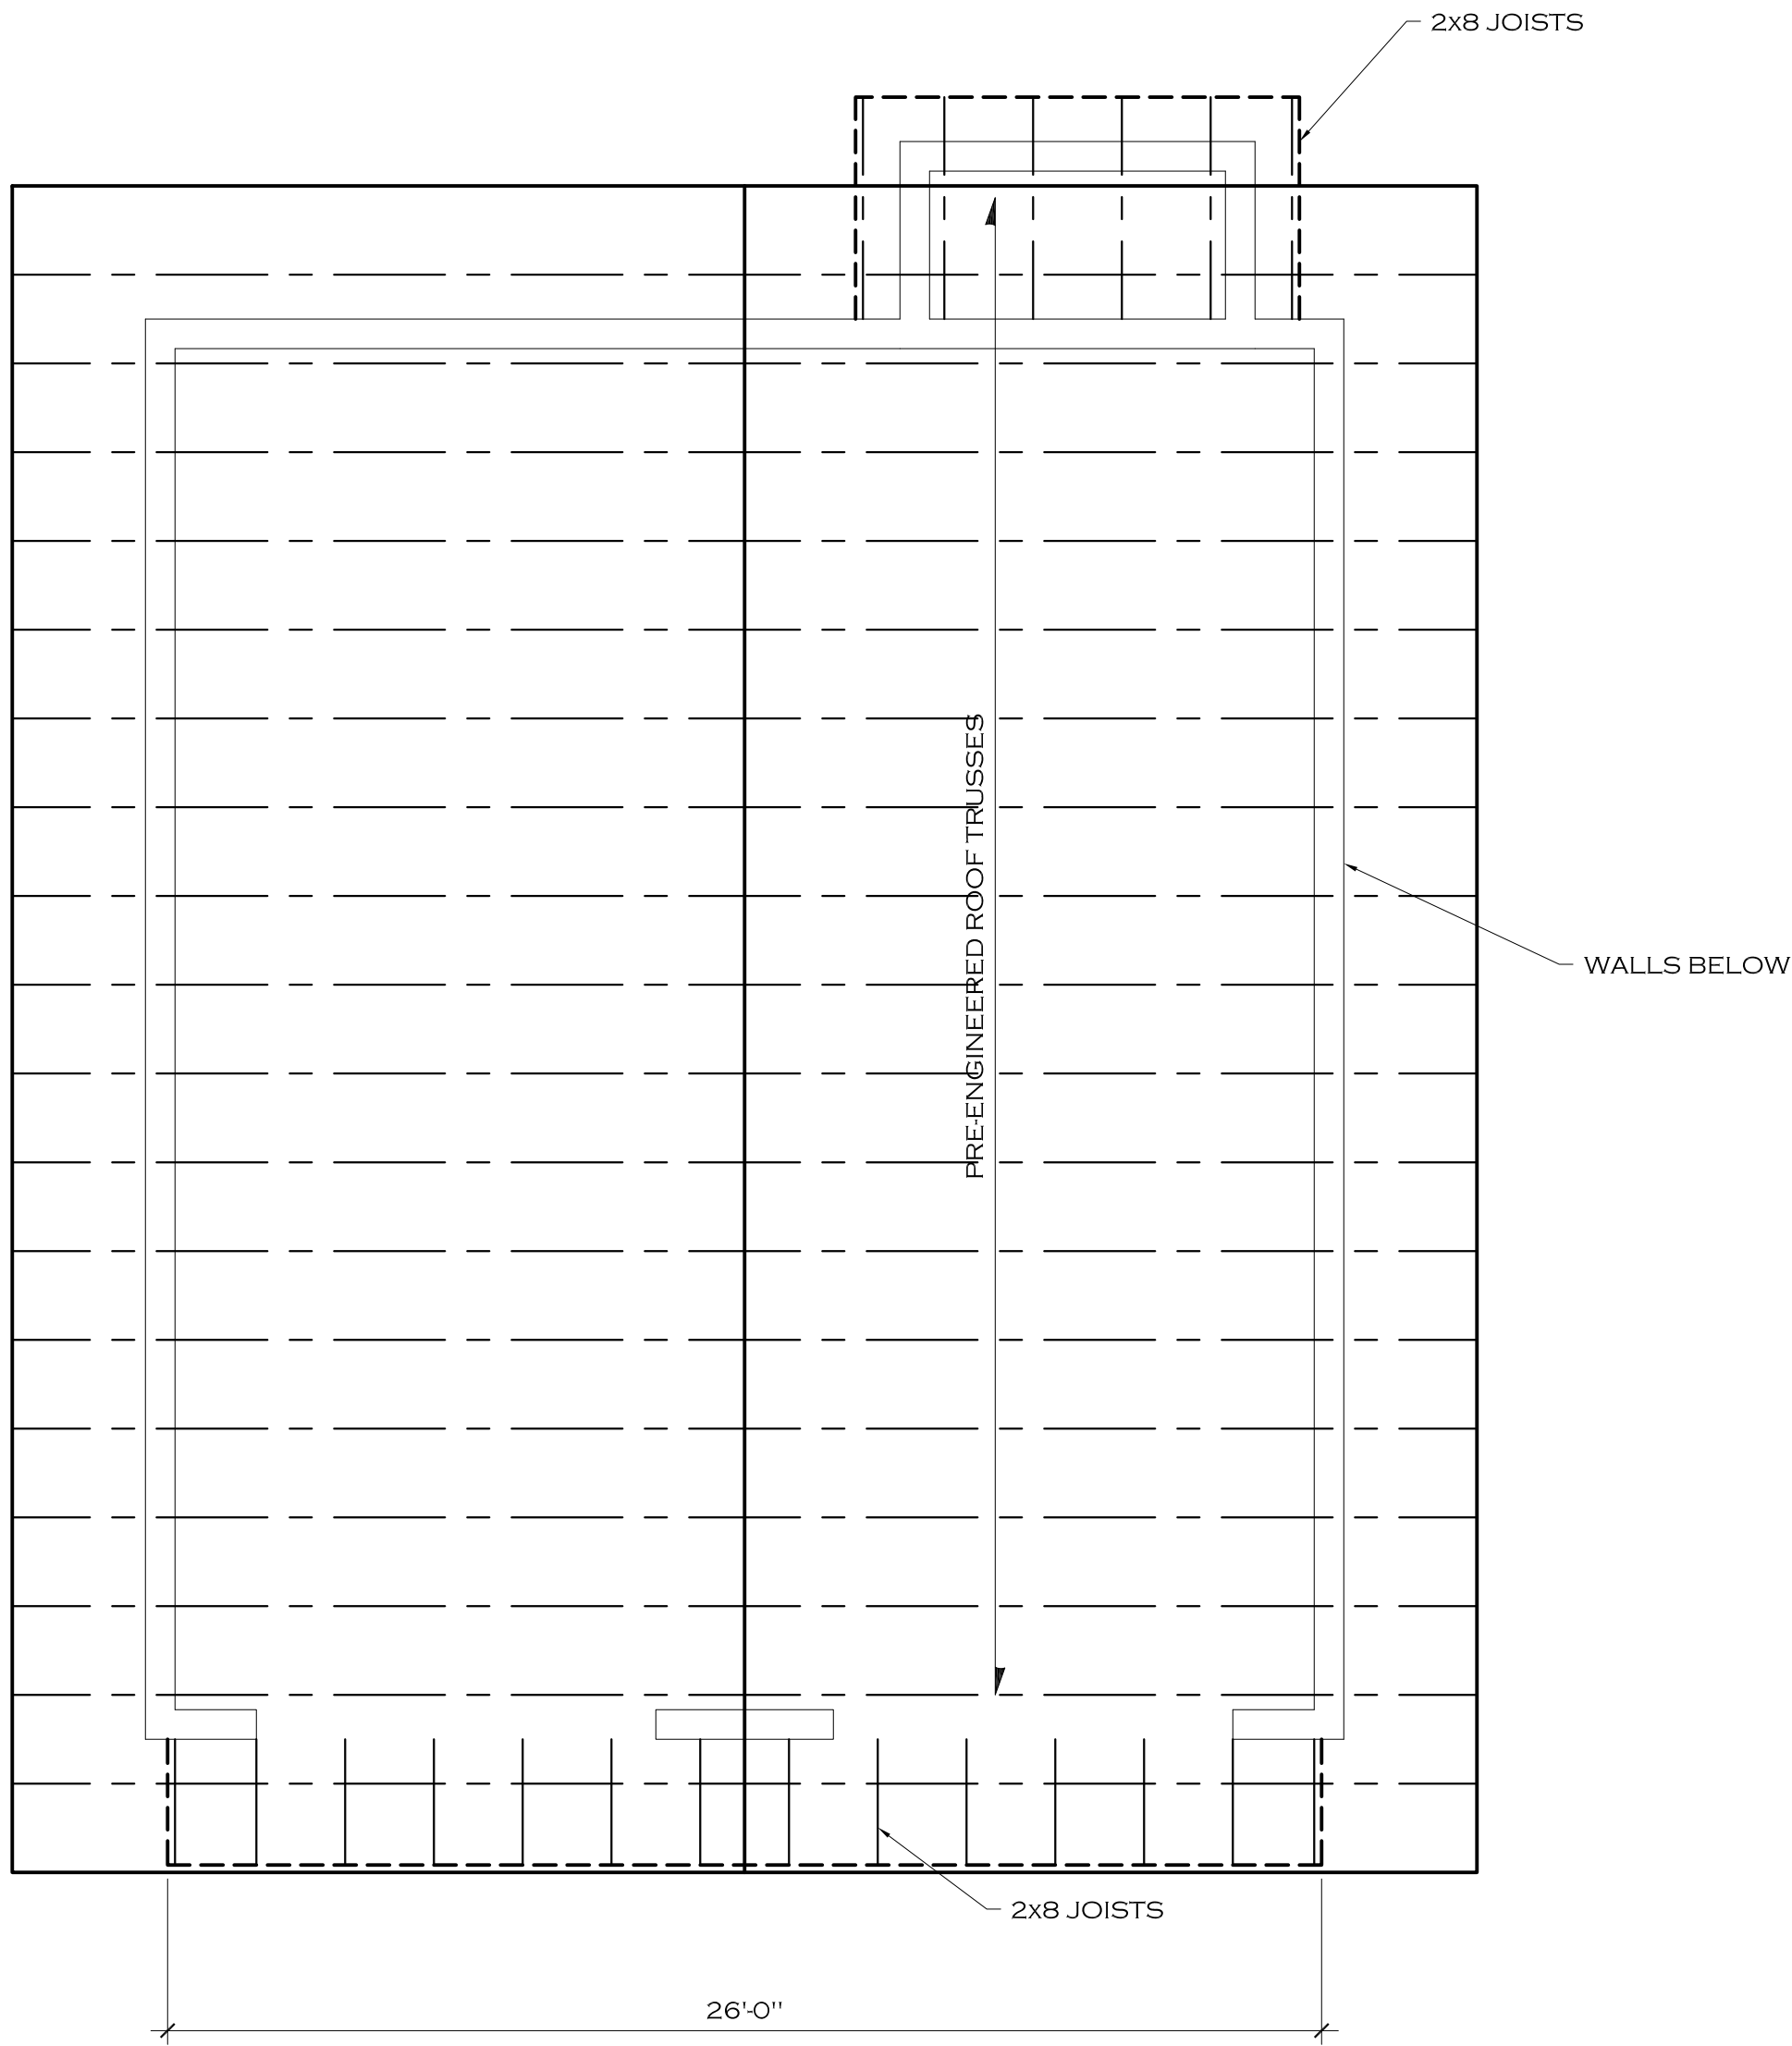 2x8 JOISTS
PRE-ENGINEERED ROOF TRUSSES
WALLS BELOW
2x8 JOISTS
26'-0"